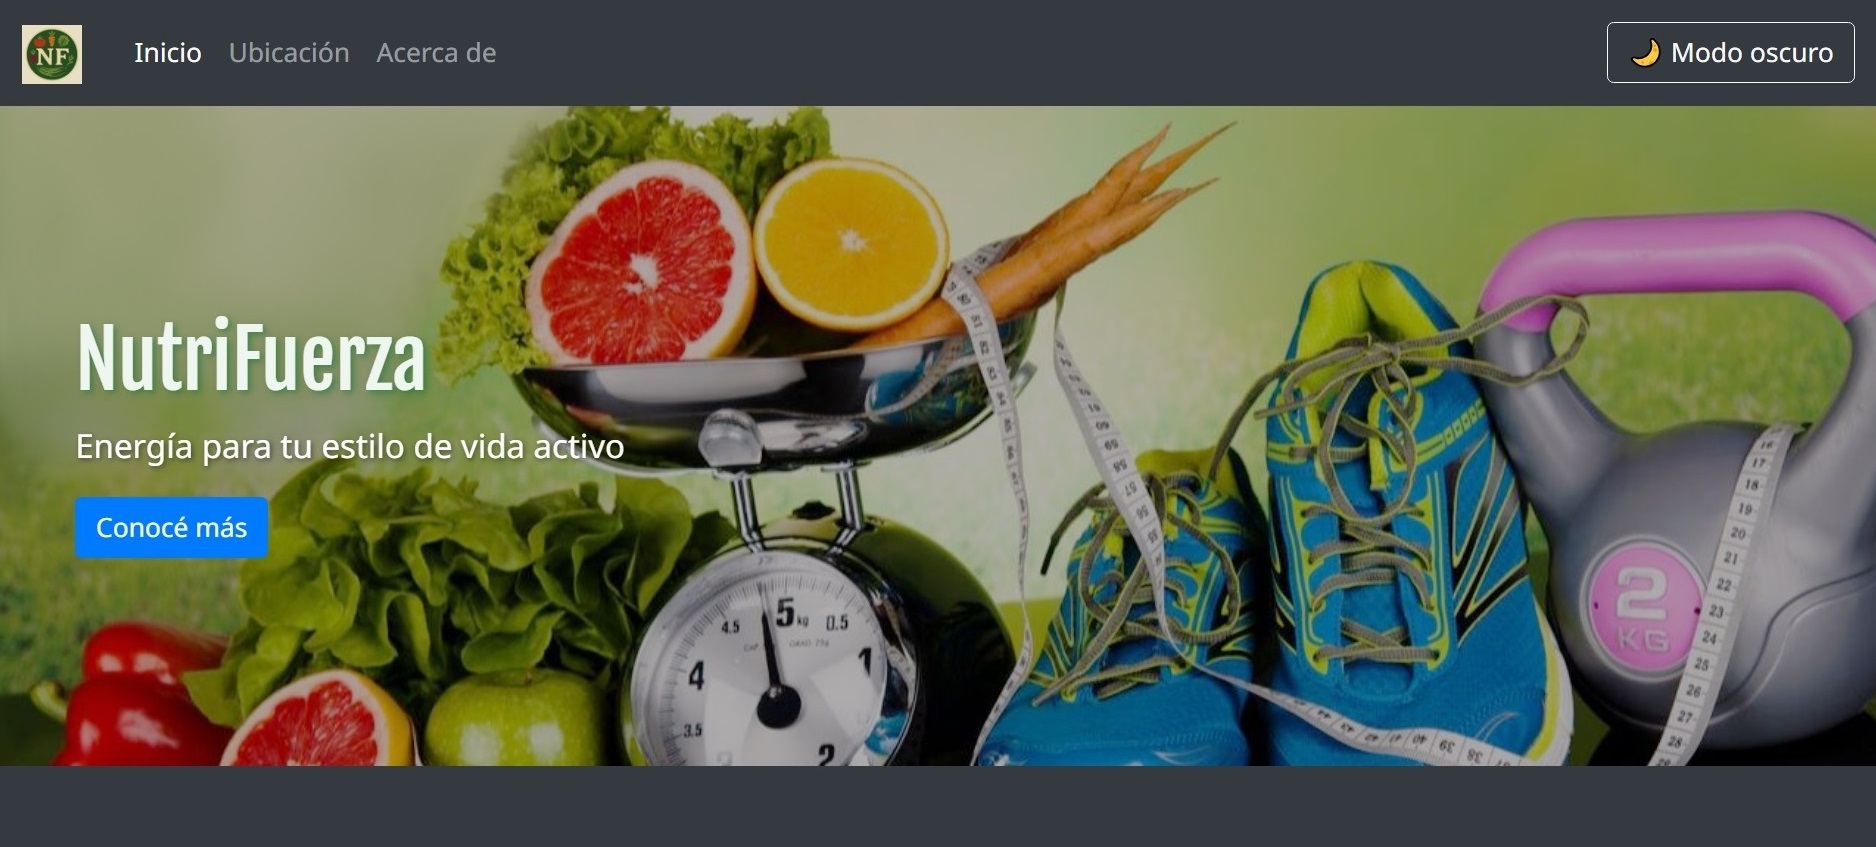 NF
Inicio Ubicación Acerca de
🌙 Modo oscuro
NutriFuerza
Energía para tu estilo de vida activo
Conocé más
5 kg
4.5
0.5
4
1
3.5
2
2
KG
16
17
18
19
20
21
22
23
24
25
26
27
28